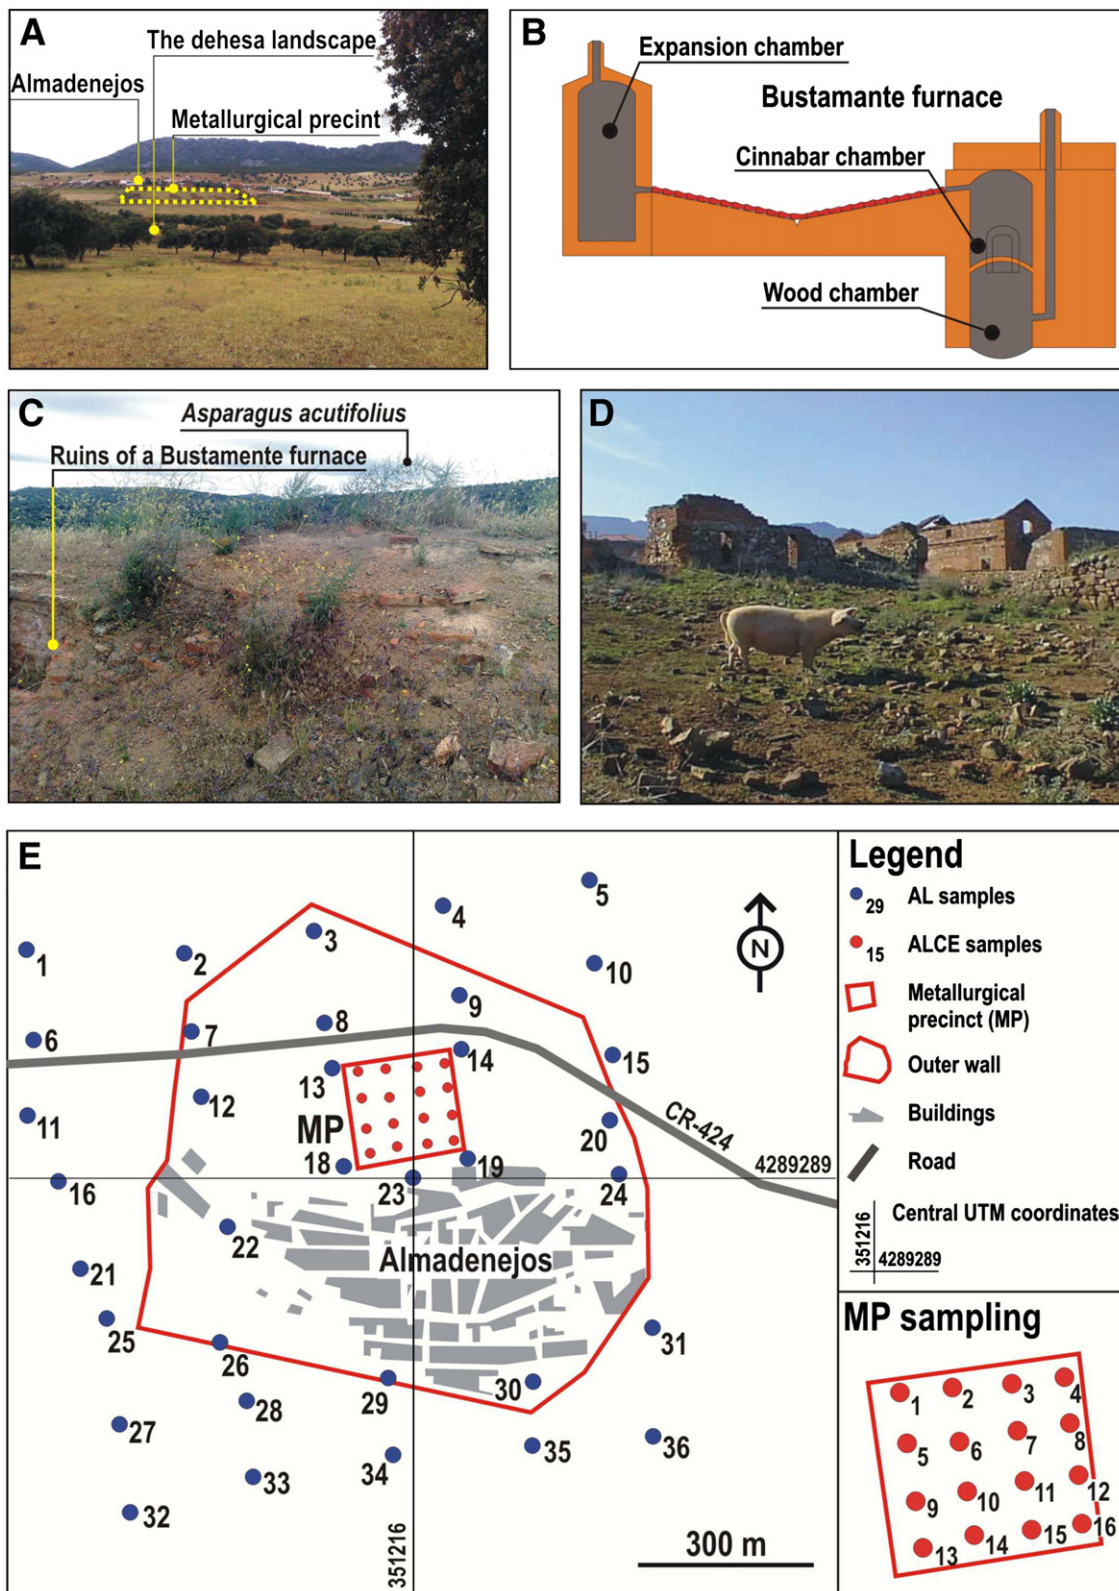 A
The dehesa landscape
Almadenejos
Metallurgical precint
B
Expansion chamber
Bustamante furnace
Cinnabar chamber
Wood chamber
C
Asparagus acutifolius
Ruins of a Bustamente furnace
D
E
1
2
3
4
5
6
7
8
9
10
11
12
13
14
15
16
MP
18
19
20
21
22
23
24
25
26
27
28
29
30
31
32
33
34
35
36
CR-424
4289289
Almadenejos
351216
N
300 m
Legend
29 AL samples
15 ALCE samples
Metallurgical
precinct (MP)
Outer wall
Buildings
Road
351216
4289289
Central UTM coordinates
MP sampling
1
2
3
4
5
6
7
8
9
10
11
12
13
14
15
16